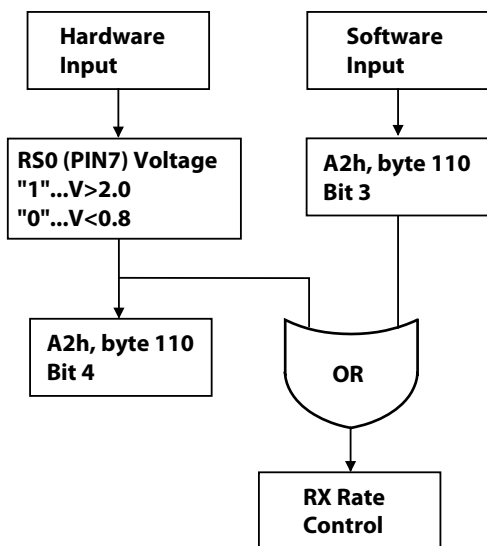 Hardware
Input
Software
Input
RS0 (PIN7) Voltage
"1"...V>2.0
"0"...V<0.8
A2h, byte 110
Bit 3
A2h, byte 110
Bit 4
OR
RX Rate
Control